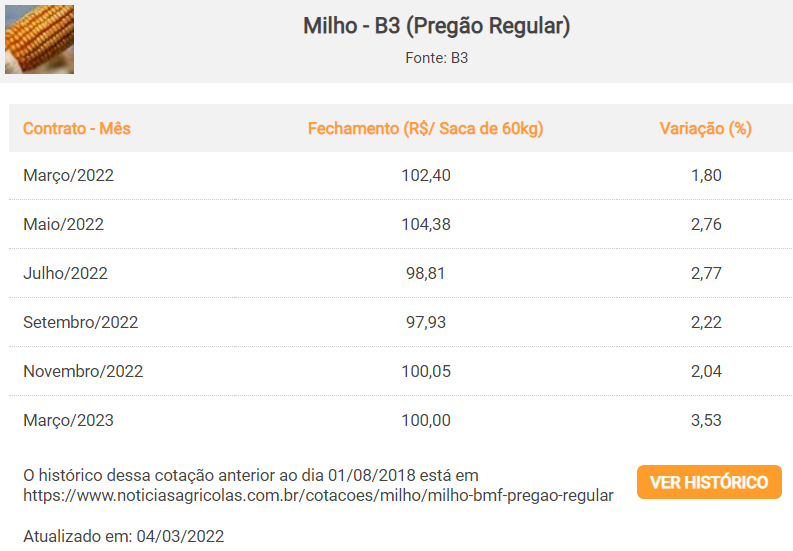 Milho - B3 (Pregão Regular)
Fonte: B3
Contrato - Mês Fechamento (R$/ Saca de 60kg) Variação (%)
Março/2022 102,40 1,80
Maio/2022 104,38 2,76
Julho/2022 98,81 2,77
Setembro/2022 97,93 2,22
Novembro/2022 100,05 2,04
Março/2023 100,00 3,53
O histórico dessa cotação anterior ao dia 01/08/2018 está em
https://www.noticiasagricolas.com.br/cotacoes/milho/milho-bmf-pregao-regular
VER HISTÓRICO
Atualizado em: 04/03/2022